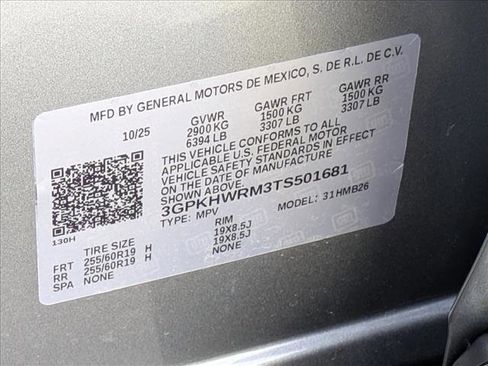 MFD BY GENERAL MOTORS DE MEXICO, S. DE R.L. DE C.V.
10/25 GVWR GAWR FRT GAWR RR
2900 KG 1500 KG 1500 KG
6394 LB 3307 LB 3307 LB
THIS VEHICLE CONFORMS TO ALL
APPLICABLE U.S. FEDERAL MOTOR
VEHICLE SAFETY STANDARDS IN EFFECT
ON THE DATE OF MANUFACTURE
SHOWN ABOVE.
3GPKHWRM3TS501681
TYPE: MPV MODEL: 31HMB26
130H
TIRE SIZE RIM
FRT 255/60R19 H 19X8.5J
RR 255/60R19 H 19X8.5J
SPA NONE NONE